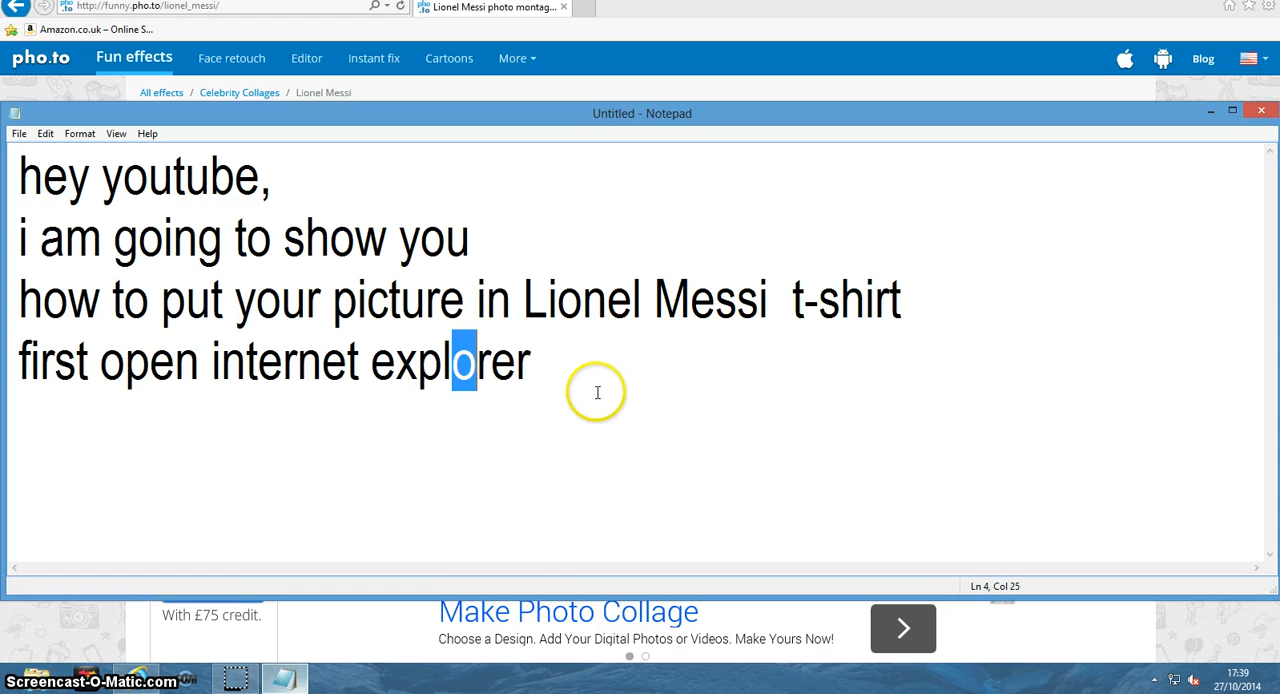 http://funny.pho.to/lionel_messi/
Lionel Messi photo montag...
Amazon.co.uk – Online S...
pho.to Fun effects Face retouch Editor Instant fix Cartoons More Blog
All effects / Celebrity Collages / Lionel Messi
Untitled - Notepad
File Edit Format View Help
hey youtube,
i am going to show you
how to put your picture in Lionel Messi t-shirt
first open internet explorer
Ln 4, Col 25
With £75 credit.
Make Photo Collage
Choose a Design. Add Your Digital Photos or Videos. Make Yours Now!
17:39
27/10/2014
Screencast-O-Matic.com